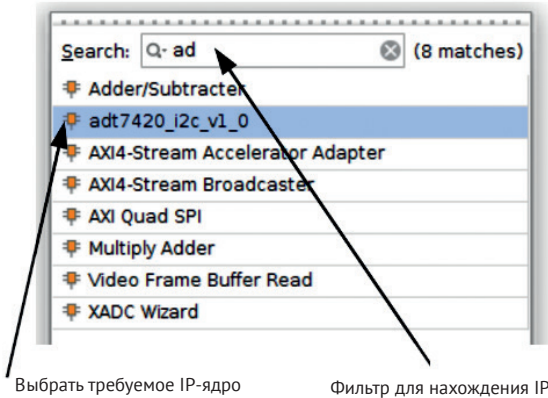 Search: ad (8 matches)
Adder/Subtracter
adt7420_i2c_v1_0
AXI4-Stream Accelerator Adapter
AXI4-Stream Broadcaster
AXI Quad SPI
Multiply Adder
Video Frame Buffer Read
XADC Wizard
Выбрать требуемое IP-ядро Фильтр для нахождения IP